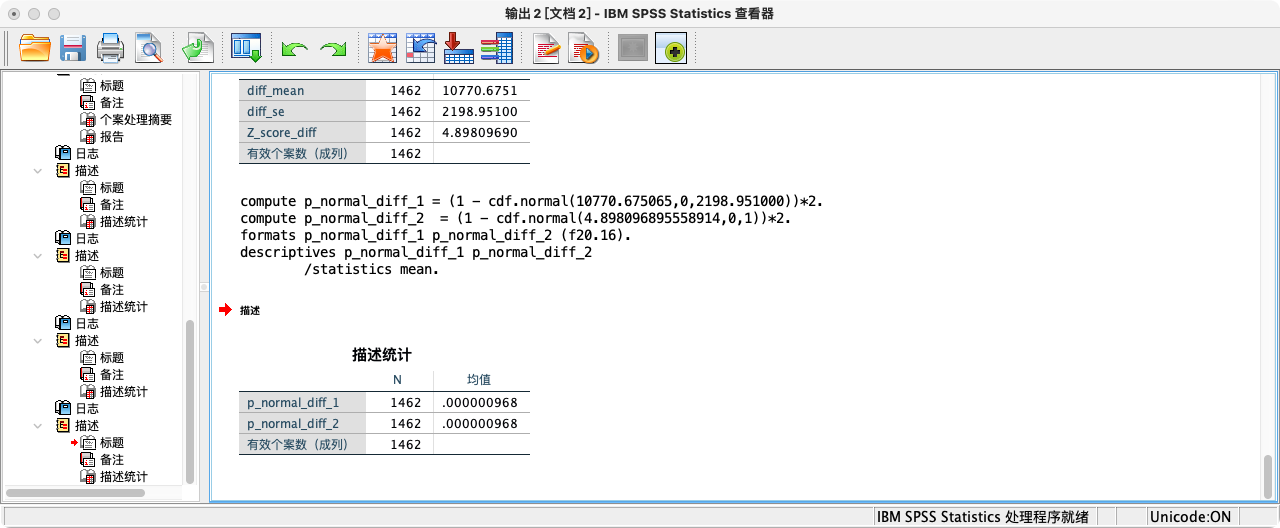 输出 2 [文档 2] - IBM SPSS Statistics 查看器
标题
备注
个案处理摘要
报告
日志
描述
标题
备注
描述统计
日志
描述
标题
备注
描述统计
日志
描述
标题
备注
描述统计
日志
描述
标题
备注
描述统计
diff_mean 1462 10770.6751
diff_se 1462 2198.95100
Z_score_diff 1462 4.89809690
有效个案数（成列） 1462
compute p_normal_diff_1 = (1 - cdf.normal(10770.675065,0,2198.951000))*2.
compute p_normal_diff_2  = (1 - cdf.normal(4.898096895558914,0,1))*2.
formats p_normal_diff_1 p_normal_diff_2 (f20.16).
descriptives p_normal_diff_1 p_normal_diff_2
/statistics mean.
描述
描述统计
N 均值
p_normal_diff_1 1462 .000000968
p_normal_diff_2 1462 .000000968
有效个案数（成列） 1462
IBM SPSS Statistics 处理程序就绪 Unicode:ON